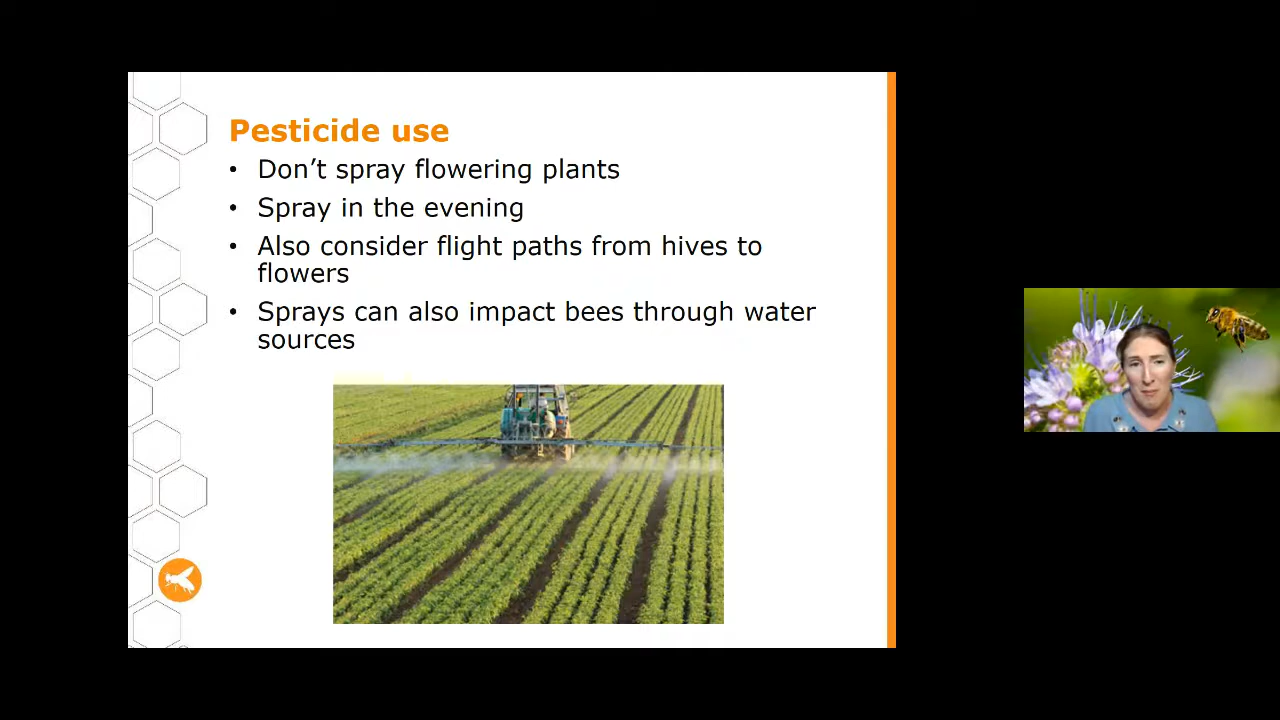 Pesticide use
• Don’t spray flowering plants
• Spray in the evening
• Also consider flight paths from hives to
flowers
• Sprays can also impact bees through water
sources